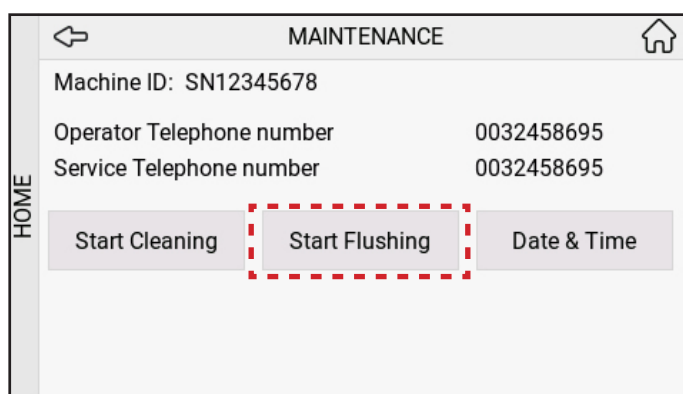 MAINTENANCE
Machine ID: SN12345678
Operator Telephone number 0032458695
Service Telephone number 0032458695
HOME
Start Cleaning Start Flushing Date & Time